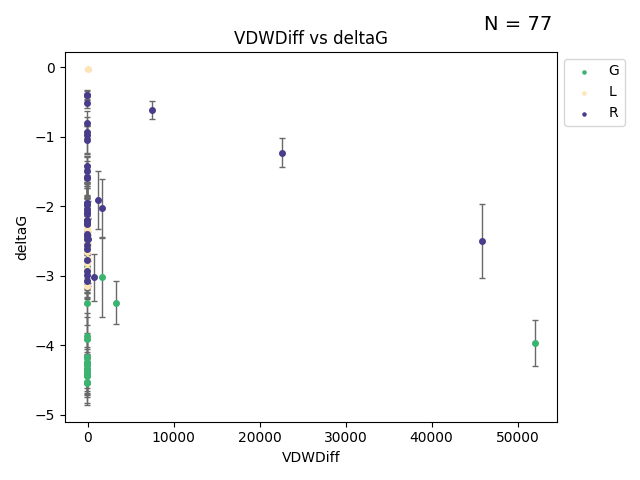 N = 77
VDWDiff vs deltaG
G
L
R
deltaG
0
−1
−2
−3
−4
−5
0 10000 20000 30000 40000 50000
VDWDiff